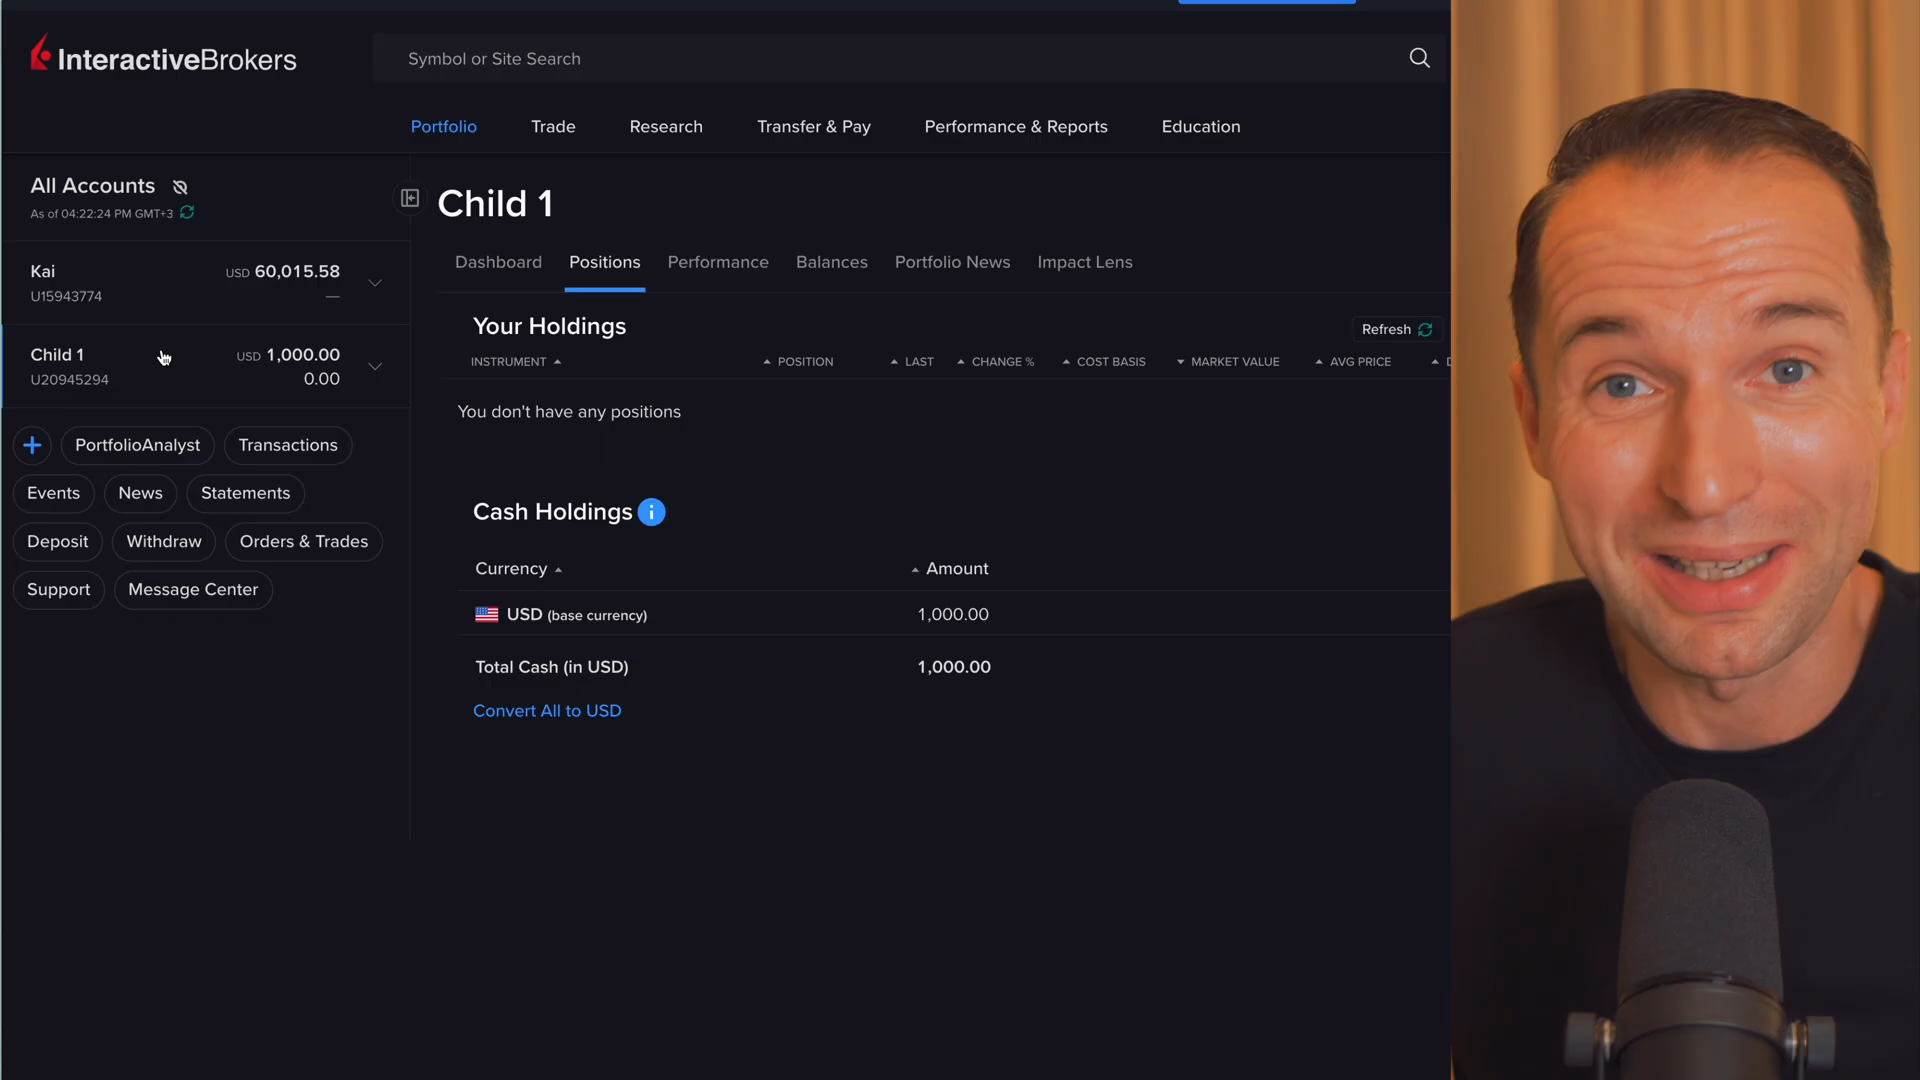 InteractiveBrokers
Symbol or Site Search
Portfolio
Trade
Research
Transfer & Pay
Performance & Reports
Education
All Accounts
As of 04:22:24 PM GMT+3
Kai
USD 60,015.58
U15943774
—
Child 1
USD 1,000.00
U20945294
0.00
PortfolioAnalyst
Transactions
Events
News
Statements
Deposit
Withdraw
Orders & Trades
Support
Message Center
Child 1
Dashboard
Positions
Performance
Balances
Portfolio News
Impact Lens
Your Holdings
Refresh
INSTRUMENT
POSITION
LAST
CHANGE %
COST BASIS
MARKET VALUE
AVG PRICE
D
You don't have any positions
Cash Holdings
Currency
Amount
USD (base currency)
1,000.00
Total Cash (in USD)
1,000.00
Convert All to USD